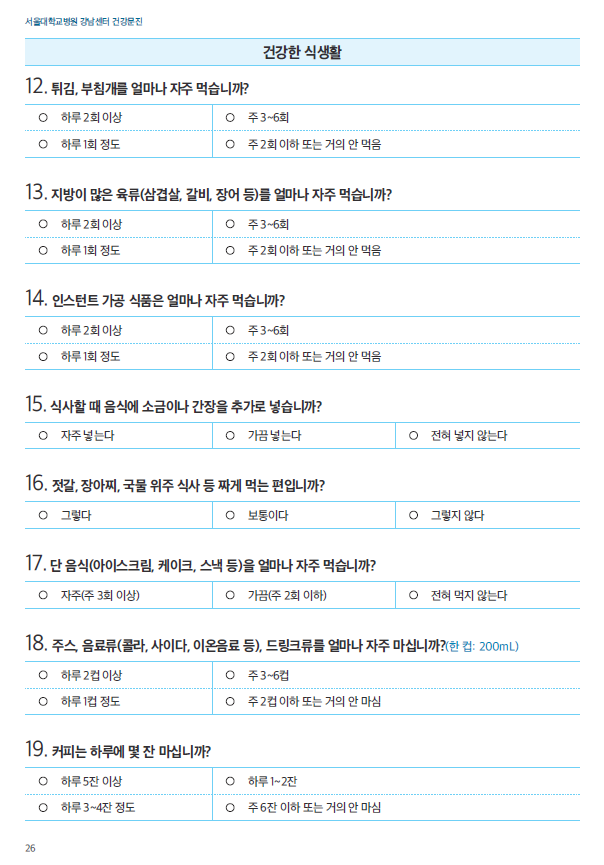 서울대학교병원 강남센터 건강문진
건강한 식생활
12. 튀김, 부침개를 얼마나 자주 먹습니까?
○ 하루 2회 이상 ○ 주 3~6회
○ 하루 1회 정도 ○ 주 2회 이하 또는 거의 안 먹음
13. 지방이 많은 육류(삼겹살, 갈비, 장어 등)를 얼마나 자주 먹습니까?
○ 하루 2회 이상 ○ 주 3~6회
○ 하루 1회 정도 ○ 주 2회 이하 또는 거의 안 먹음
14. 인스턴트 가공 식품은 얼마나 자주 먹습니까?
○ 하루 2회 이상 ○ 주 3~6회
○ 하루 1회 정도 ○ 주 2회 이하 또는 거의 안 먹음
15. 식사할 때 음식에 소금이나 간장을 추가로 넣습니까?
○ 자주 넣는다 ○ 가끔 넣는다 ○ 전혀 넣지 않는다
16. 젓갈, 장아찌, 국물 위주 식사 등 짜게 먹는 편입니까?
○ 그렇다 ○ 보통이다 ○ 그렇지 않다
17. 단 음식(아이스크림, 케이크, 스낵 등)을 얼마나 자주 먹습니까?
○ 자주(주 3회 이상) ○ 가끔(주 2회 이하) ○ 전혀 먹지 않는다
18. 주스, 음료류(콜라, 사이다, 이온음료 등), 드링크류를 얼마나 자주 마십니까?(한 컵: 200mL)
○ 하루 2컵 이상 ○ 주 3~6컵
○ 하루 1컵 정도 ○ 주 2컵 이하 또는 거의 안 마심
19. 커피는 하루에 몇 잔 마십니까?
○ 하루 5잔 이상 ○ 하루 1~2잔
○ 하루 3~4잔 정도 ○ 주 6잔 이하 또는 거의 안 마심
26